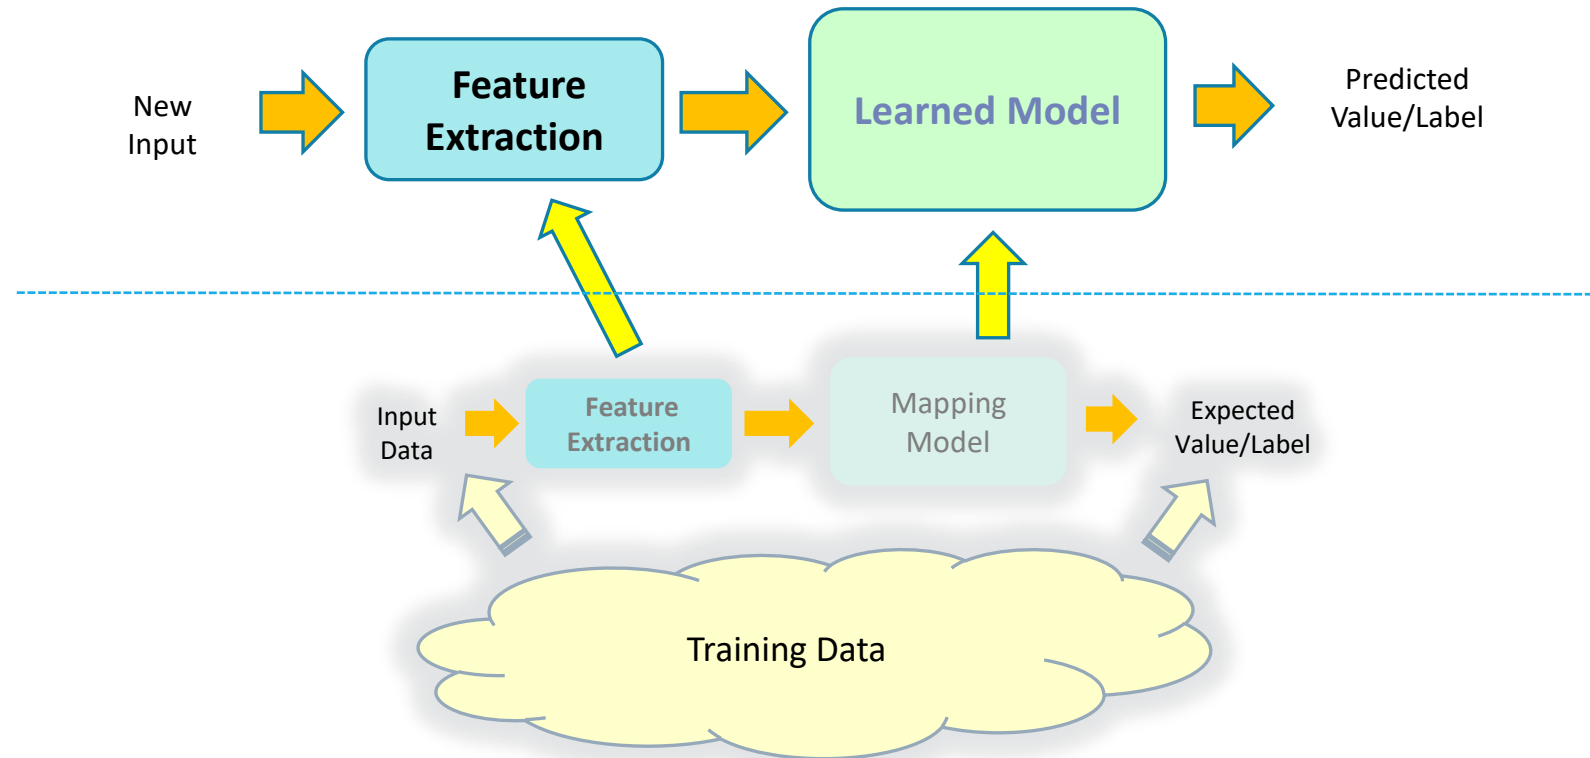 New
Input
Feature
Extraction
Learned Model
Predicted
Value/Label
Input
Data
Feature
Extraction
Mapping
Model
Expected
Value/Label
Training Data